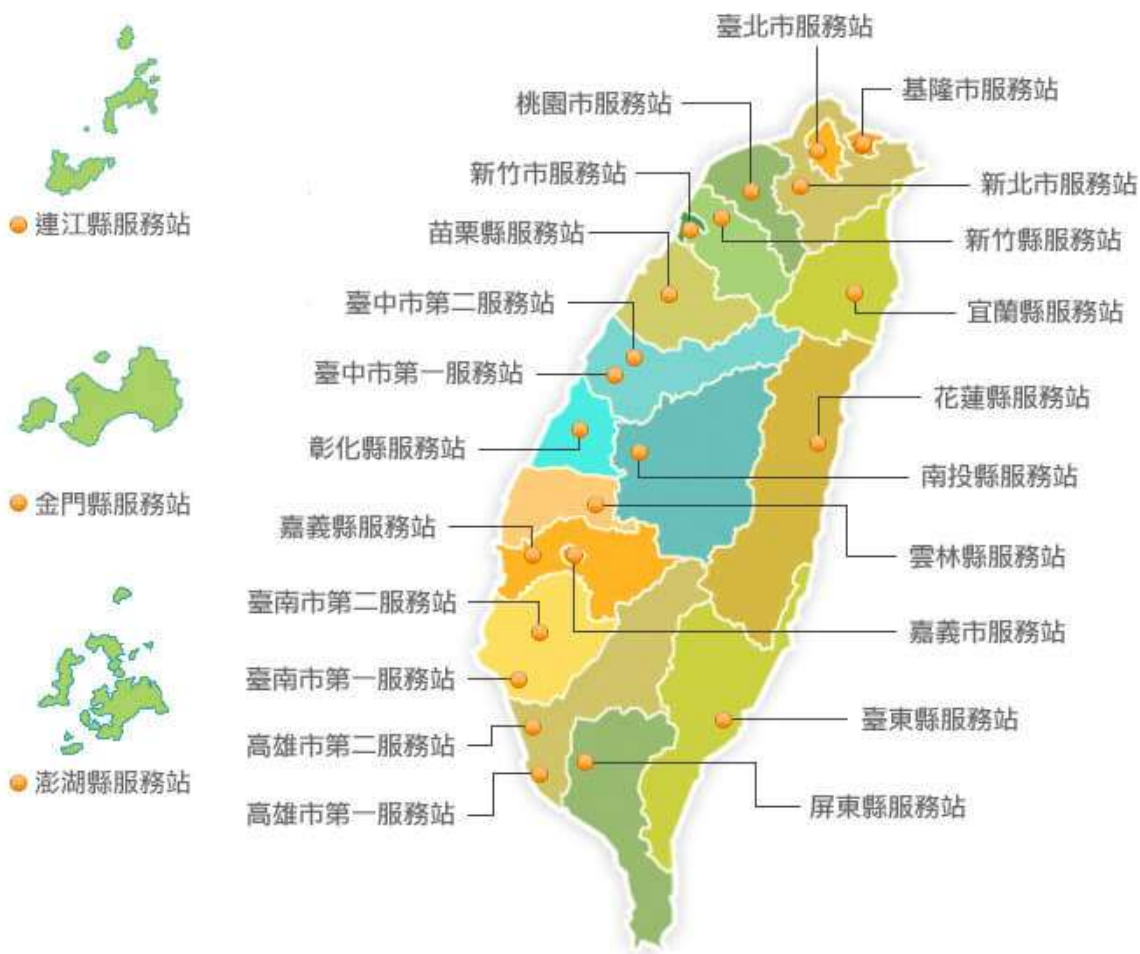 臺北市服務站
基隆市服務站
桃園市服務站
新竹市服務站
新北市服務站
連江縣服務站
苗栗縣服務站
新竹縣服務站
臺中市第二服務站
宜蘭縣服務站
臺中市第一服務站
花蓮縣服務站
彰化縣服務站
南投縣服務站
金門縣服務站
嘉義縣服務站
雲林縣服務站
臺南市第二服務站
嘉義市服務站
臺南市第一服務站
臺東縣服務站
高雄市第二服務站
澎湖縣服務站
高雄市第一服務站
屏東縣服務站